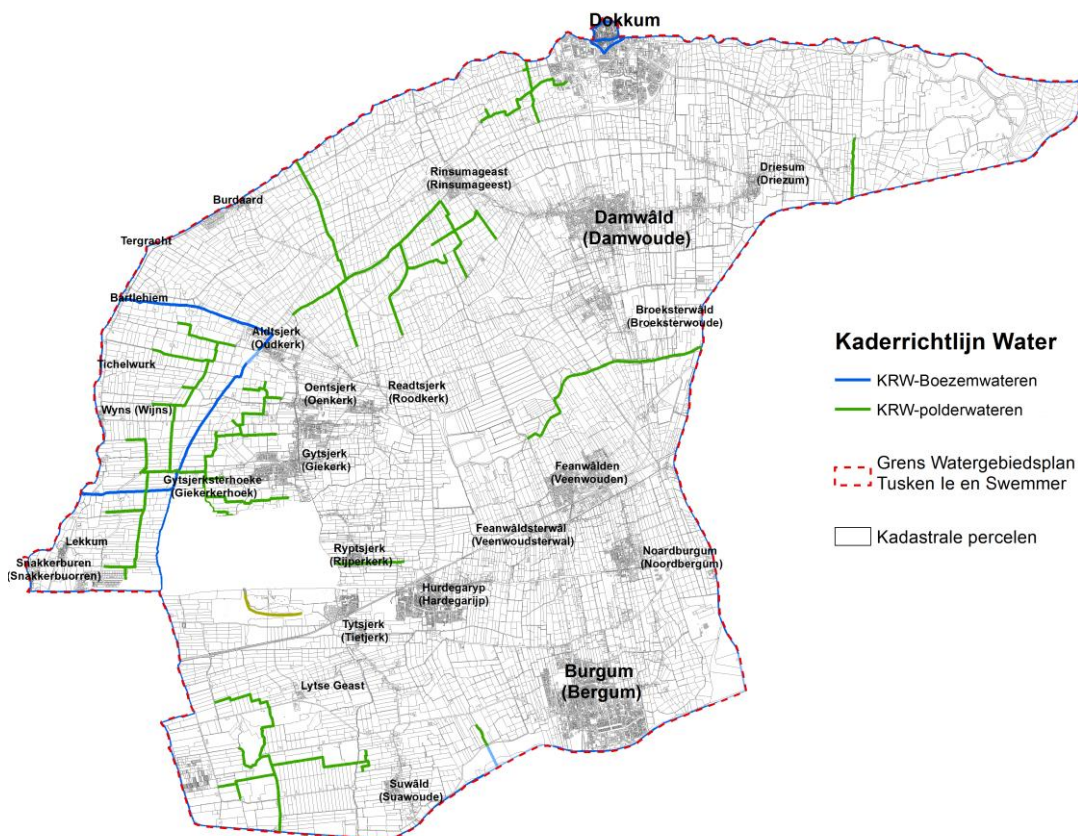 Dokkum
Rinsumageast
(Rinsumageest)
Driesum
(Driezum)
Burdaard
Damwâld
(Damwoude)
Tergracht
Bartlehiem
Broeksterwâld
(Broeksterwoude)
Aldtsjerk
(Oudkerk)
Tichelwurk
Oentsjerk
(Oenkerk)
Readtsjerk
(Roodkerk)
Wyns (Wijns)
Gytsjerk
(Giekerk)
Feanwâlden
(Veenwouden)
Gytsjerksterhoeke
(Giekerkerhoek)
Feanwâldsterwâl
(Veenwoudsterwal)
Lekkum
Ryptsjerk
(Rijperkerk)
Noardburgum
(Noordbergum)
Snakkerburen
(Snakkerbuorren)
Hurdegaryp
(Hardegarijp)
Tytsjerk
(Tietjerk)
Burgum
(Bergum)
Lytse Geast
Suwâld
(Suawoude)
Kaderrichtlijn Water
KRW-Boezemwateren
KRW-polderwateren
Grens Watergebiedsplan
Tusken Ie en Swemmer
Kadastrale percelen